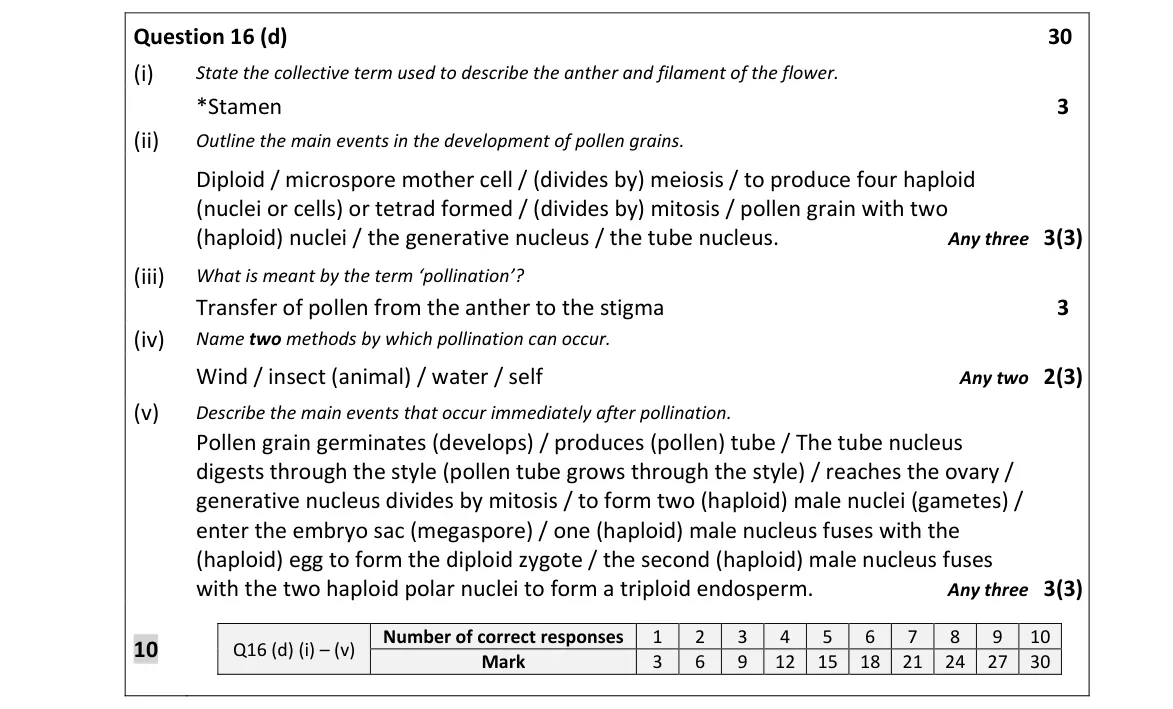 Question 16 (d) 30
(i) State the collective term used to describe the anther and filament of the flower.
*Stamen 3
(ii) Outline the main events in the development of pollen grains.
Diploid / microspore mother cell / (divides by) meiosis / to produce four haploid
(nuclei or cells) or tetrad formed / (divides by) mitosis / pollen grain with two
(haploid) nuclei / the generative nucleus / the tube nucleus. Any three 3(3)
(iii) What is meant by the term ‘pollination’?
Transfer of pollen from the anther to the stigma 3
(iv) Name two methods by which pollination can occur.
Wind / insect (animal) / water / self Any two 2(3)
(v) Describe the main events that occur immediately after pollination.
Pollen grain germinates (develops) / produces (pollen) tube / The tube nucleus
digests through the style (pollen tube grows through the style) / reaches the ovary /
generative nucleus divides by mitosis / to form two (haploid) male nuclei (gametes) /
enter the embryo sac (megaspore) / one (haploid) male nucleus fuses with the
(haploid) egg to form the diploid zygote / the second (haploid) male nucleus fuses
with the two haploid polar nuclei to form a triploid endosperm. Any three 3(3)
10 Q16 (d) (i) – (v)
Number of correct responses 1 2 3 4 5 6 7 8 9 10
Mark 3 6 9 12 15 18 21 24 27 30